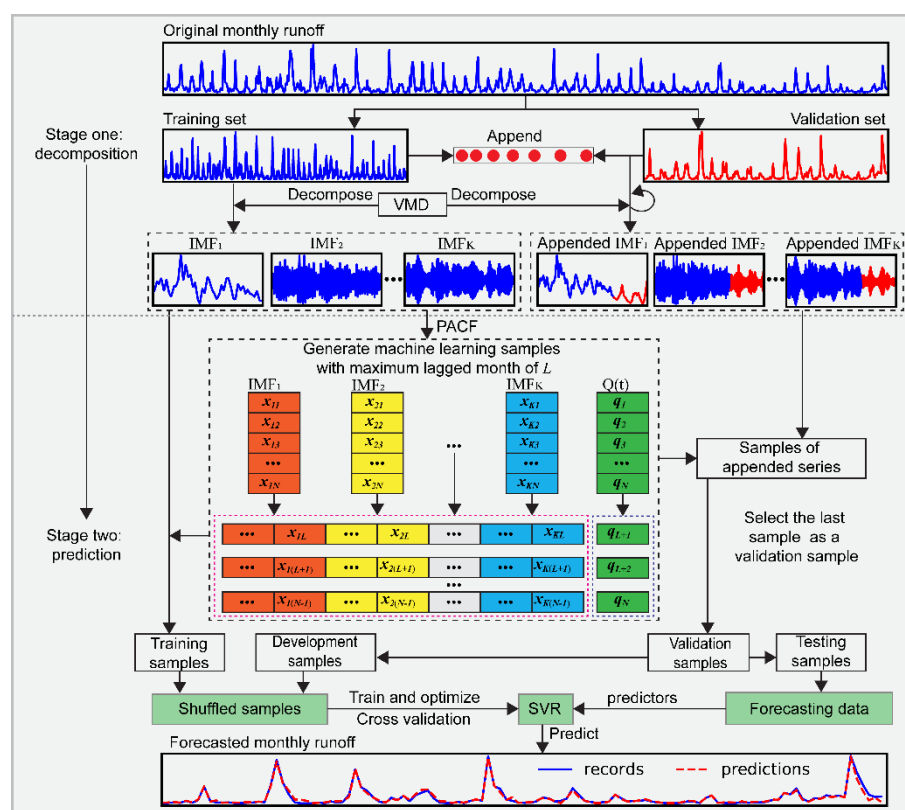 Original monthly runoff
Stage one:
decomposition
Training set
Append
Validation set
Decompose
VMD
Decompose
IMF₁
IMF₂
IMFK
Appended IMF₁
Appended IMF₂
Appended IMFK
PACF
Generate machine learning samples
with maximum lagged month of L
IMF₁ IMF₂ IMFK Q(t)
x₁₁ x₂₁ xK1 q₁
x₁₂ x₂₂ xK2 q₂
x₁₃ x₂₃ ... xK3 q₃
... ... ... ...
x1N x2N xKN qN
Samples of
appended series
Stage two:
prediction
Select the last
sample as a
validation sample
... x1L ... x2L ... ... xKL qL+1
... x1(L+1) ... x2(L+1) ... ... xK(L+1) qL+2
...
... x1(N-1) ... x2(N-1) ... ... xK(N-1) qN
Training
samples
Development
samples
Validation
samples
Testing
samples
Shuffled samples
Train and optimize
Cross validation
SVR
predictors
Forecasting data
Predict
Forecasted monthly runoff
records
predictions